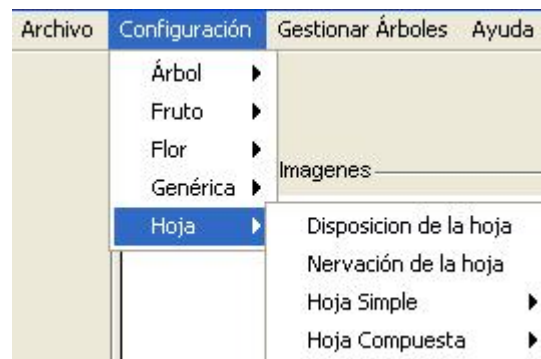 Archivo Configuración Gestionar Árboles Ayuda
Árbol
Fruto
Flor
Imagenes
Genérica
Hoja
Disposicion de la hoja
Nervación de la hoja
Hoja Simple
Hoja Compuesta